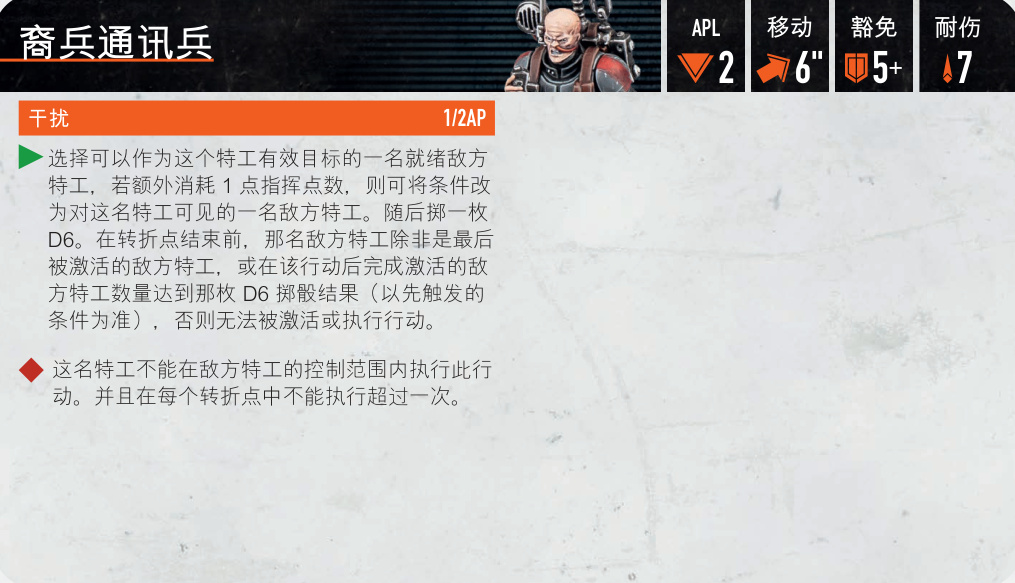 裔兵通讯兵
APL
2
移动
6"
豁免
5+
耐伤
7
干扰 1/2AP
选择可以作为这个特工有效目标的一名就绪敌方
特工，若额外消耗 1 点指挥点数，则可将条件改
为对这名特工可见的一名敌方特工。随后掷一枚
D6。在转折点结束前，那名敌方特工除非是最后
被激活的敌方特工，或在该行动后完成激活的敌
方特工数量达到那枚 D6 掷骰结果（以先触发的
条件为准），否则无法被激活或执行行动。
这名特工不能在敌方特工的控制范围内执行此行
动。并且在每个转折点中不能执行超过一次。